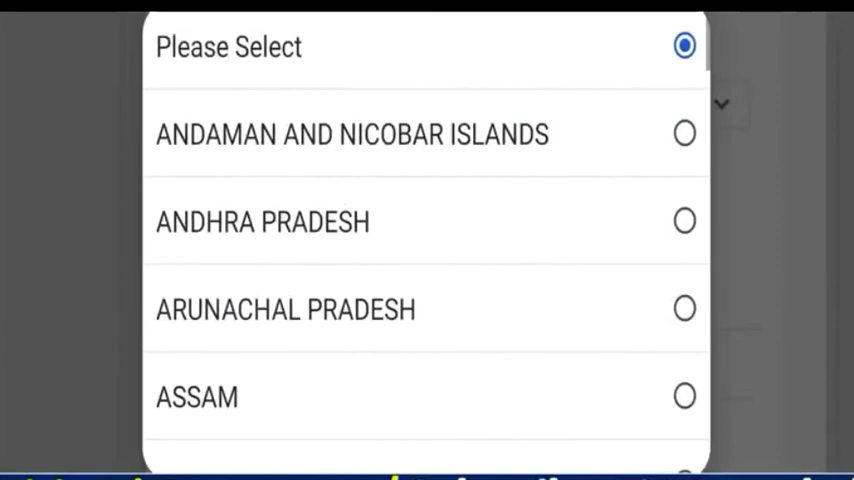 Please Select
ANDAMAN AND NICOBAR ISLANDS
ANDHRA PRADESH
ARUNACHAL PRADESH
ASSAM